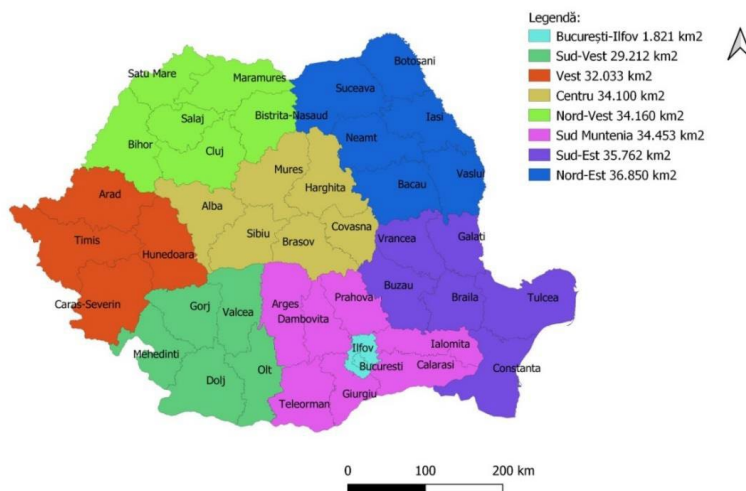 Legendă:
București-Ilfov 1.821 km2
Sud-Vest 29.212 km2
Vest 32.033 km2
Centru 34.100 km2
Nord-Vest 34.160 km2
Sud Muntenia 34.453 km2
Sud-Est 35.762 km2
Nord-Est 36.850 km2
Botosani
Satu Mare
Maramures
Suceava
Salaj
Bistrita-Nasaud
Iasi
Bihor
Cluj
Neamt
Mures
Harghita
Bacau
Vaslui
Arad
Alba
Timis
Hunedoara
Sibiu
Brasov
Covasna
Vrancea
Galati
Caras-Severin
Gorj
Valcea
Arges
Prahova
Dambovita
Buzau
Braila
Tulcea
Mehedinti
Dolj
Olt
Ilfov
Bucuresti
Ialomita
Calarasi
Constanta
Teleorman
Giurgiu
0 100 200 km